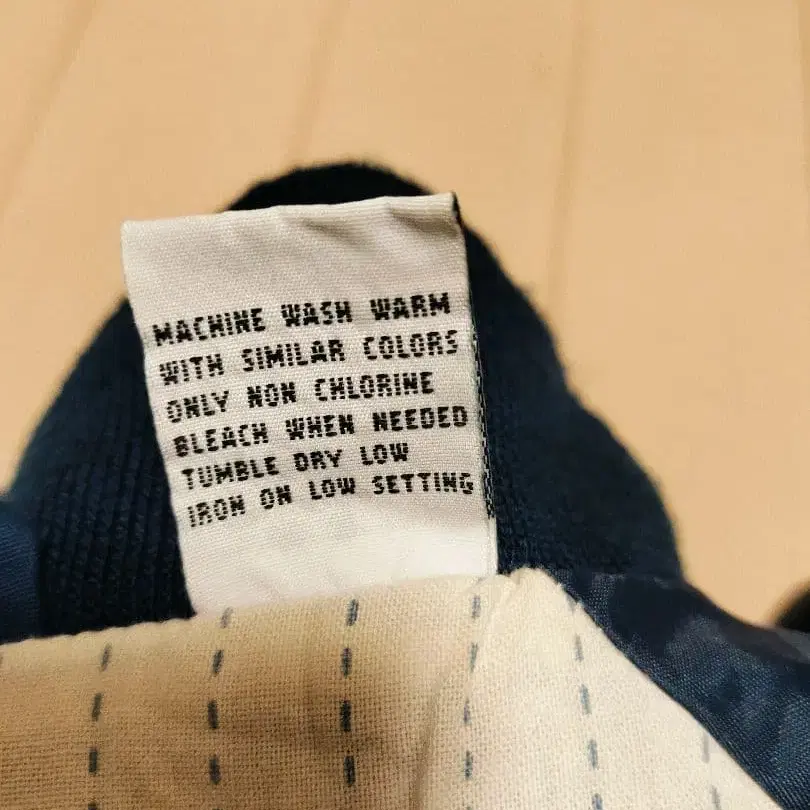 MACHINE WASH WARM
WITH SIMILAR COLORS
ONLY NON CHLORINE
BLEACH WHEN NEEDED
TUMBLE DRY LOW
IRON ON LOW SETTING